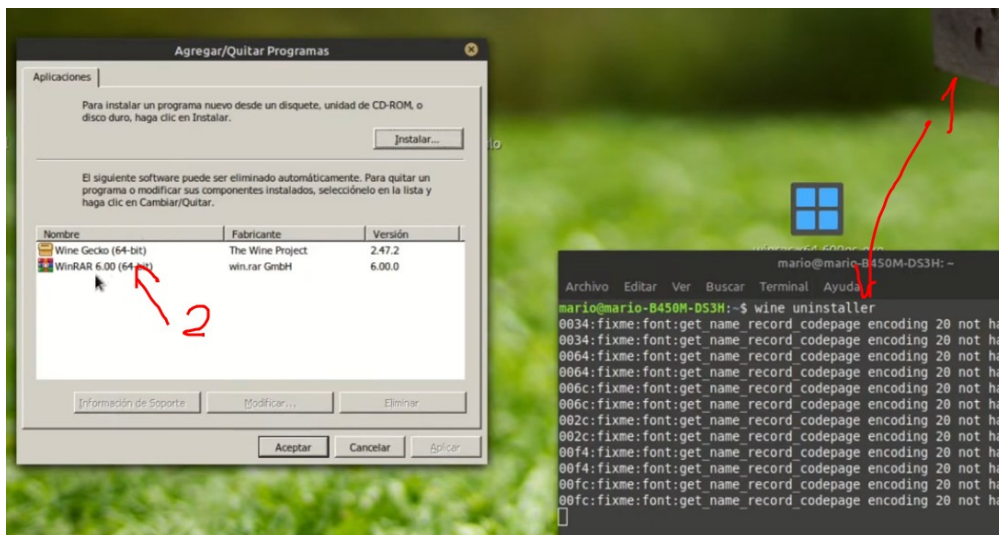 Agregar/Quitar Programas
Aplicaciones
Para instalar un programa nuevo desde un disquete, unidad de CD-ROM, o
disco duro, haga clic en Instalar.
Instalar...
El siguiente software puede ser eliminado automáticamente. Para quitar un
programa o modificar sus componentes instalados, selecciónelo en la lista y
haga clic en Cambiar/Quitar.
Nombre Fabricante Versión
Wine Gecko (64-bit) The Wine Project 2.47.2
WinRAR 6.00 (64-bit) win.rar GmbH 6.00.0
2
Información de Soporte Modificar... Eliminar
Aceptar Cancelar Aplicar
1
mario@mario-B450M-DS3H: ~
Archivo Editar Ver Buscar Terminal Ayuda
mario@mario-B450M-DS3H:~$ wine uninstaller
0034:fixme:font:get_name_record_codepage encoding 20 not ha
0034:fixme:font:get_name_record_codepage encoding 20 not ha
0064:fixme:font:get_name_record_codepage encoding 20 not ha
0064:fixme:font:get_name_record_codepage encoding 20 not ha
006c:fixme:font:get_name_record_codepage encoding 20 not ha
006c:fixme:font:get_name_record_codepage encoding 20 not ha
002c:fixme:font:get_name_record_codepage encoding 20 not ha
002c:fixme:font:get_name_record_codepage encoding 20 not ha
00f4:fixme:font:get_name_record_codepage encoding 20 not ha
00f4:fixme:font:get_name_record_codepage encoding 20 not ha
00fc:fixme:font:get_name_record_codepage encoding 20 not ha
00fc:fixme:font:get_name_record_codepage encoding 20 not ha